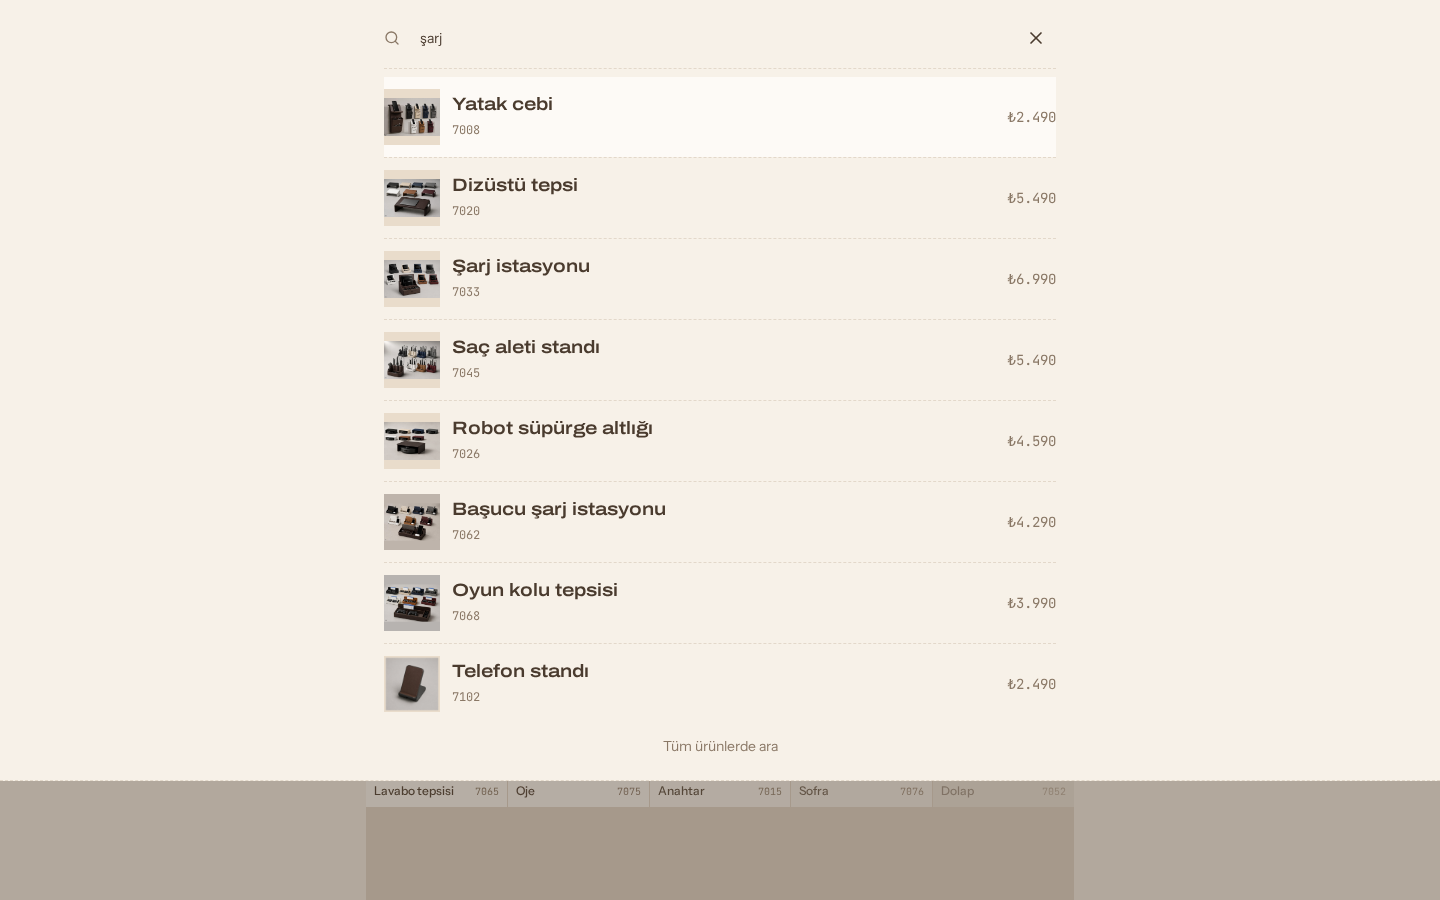 şarj
Yatak cebi
7008
₺2.490
Dizüstü tepsi
7020
₺5.490
Şarj istasyonu
7033
₺6.990
Saç aleti standı
7045
₺5.490
Robot süpürge altlığı
7026
₺4.590
Başucu şarj istasyonu
7062
₺4.290
Oyun kolu tepsisi
7068
₺3.990
Telefon standı
7102
₺2.490
Tüm ürünlerde ara
Lavabo tepsisi 7065 Oje 7075 Anahtar 7015 Sofra 7076 Dolap 7052